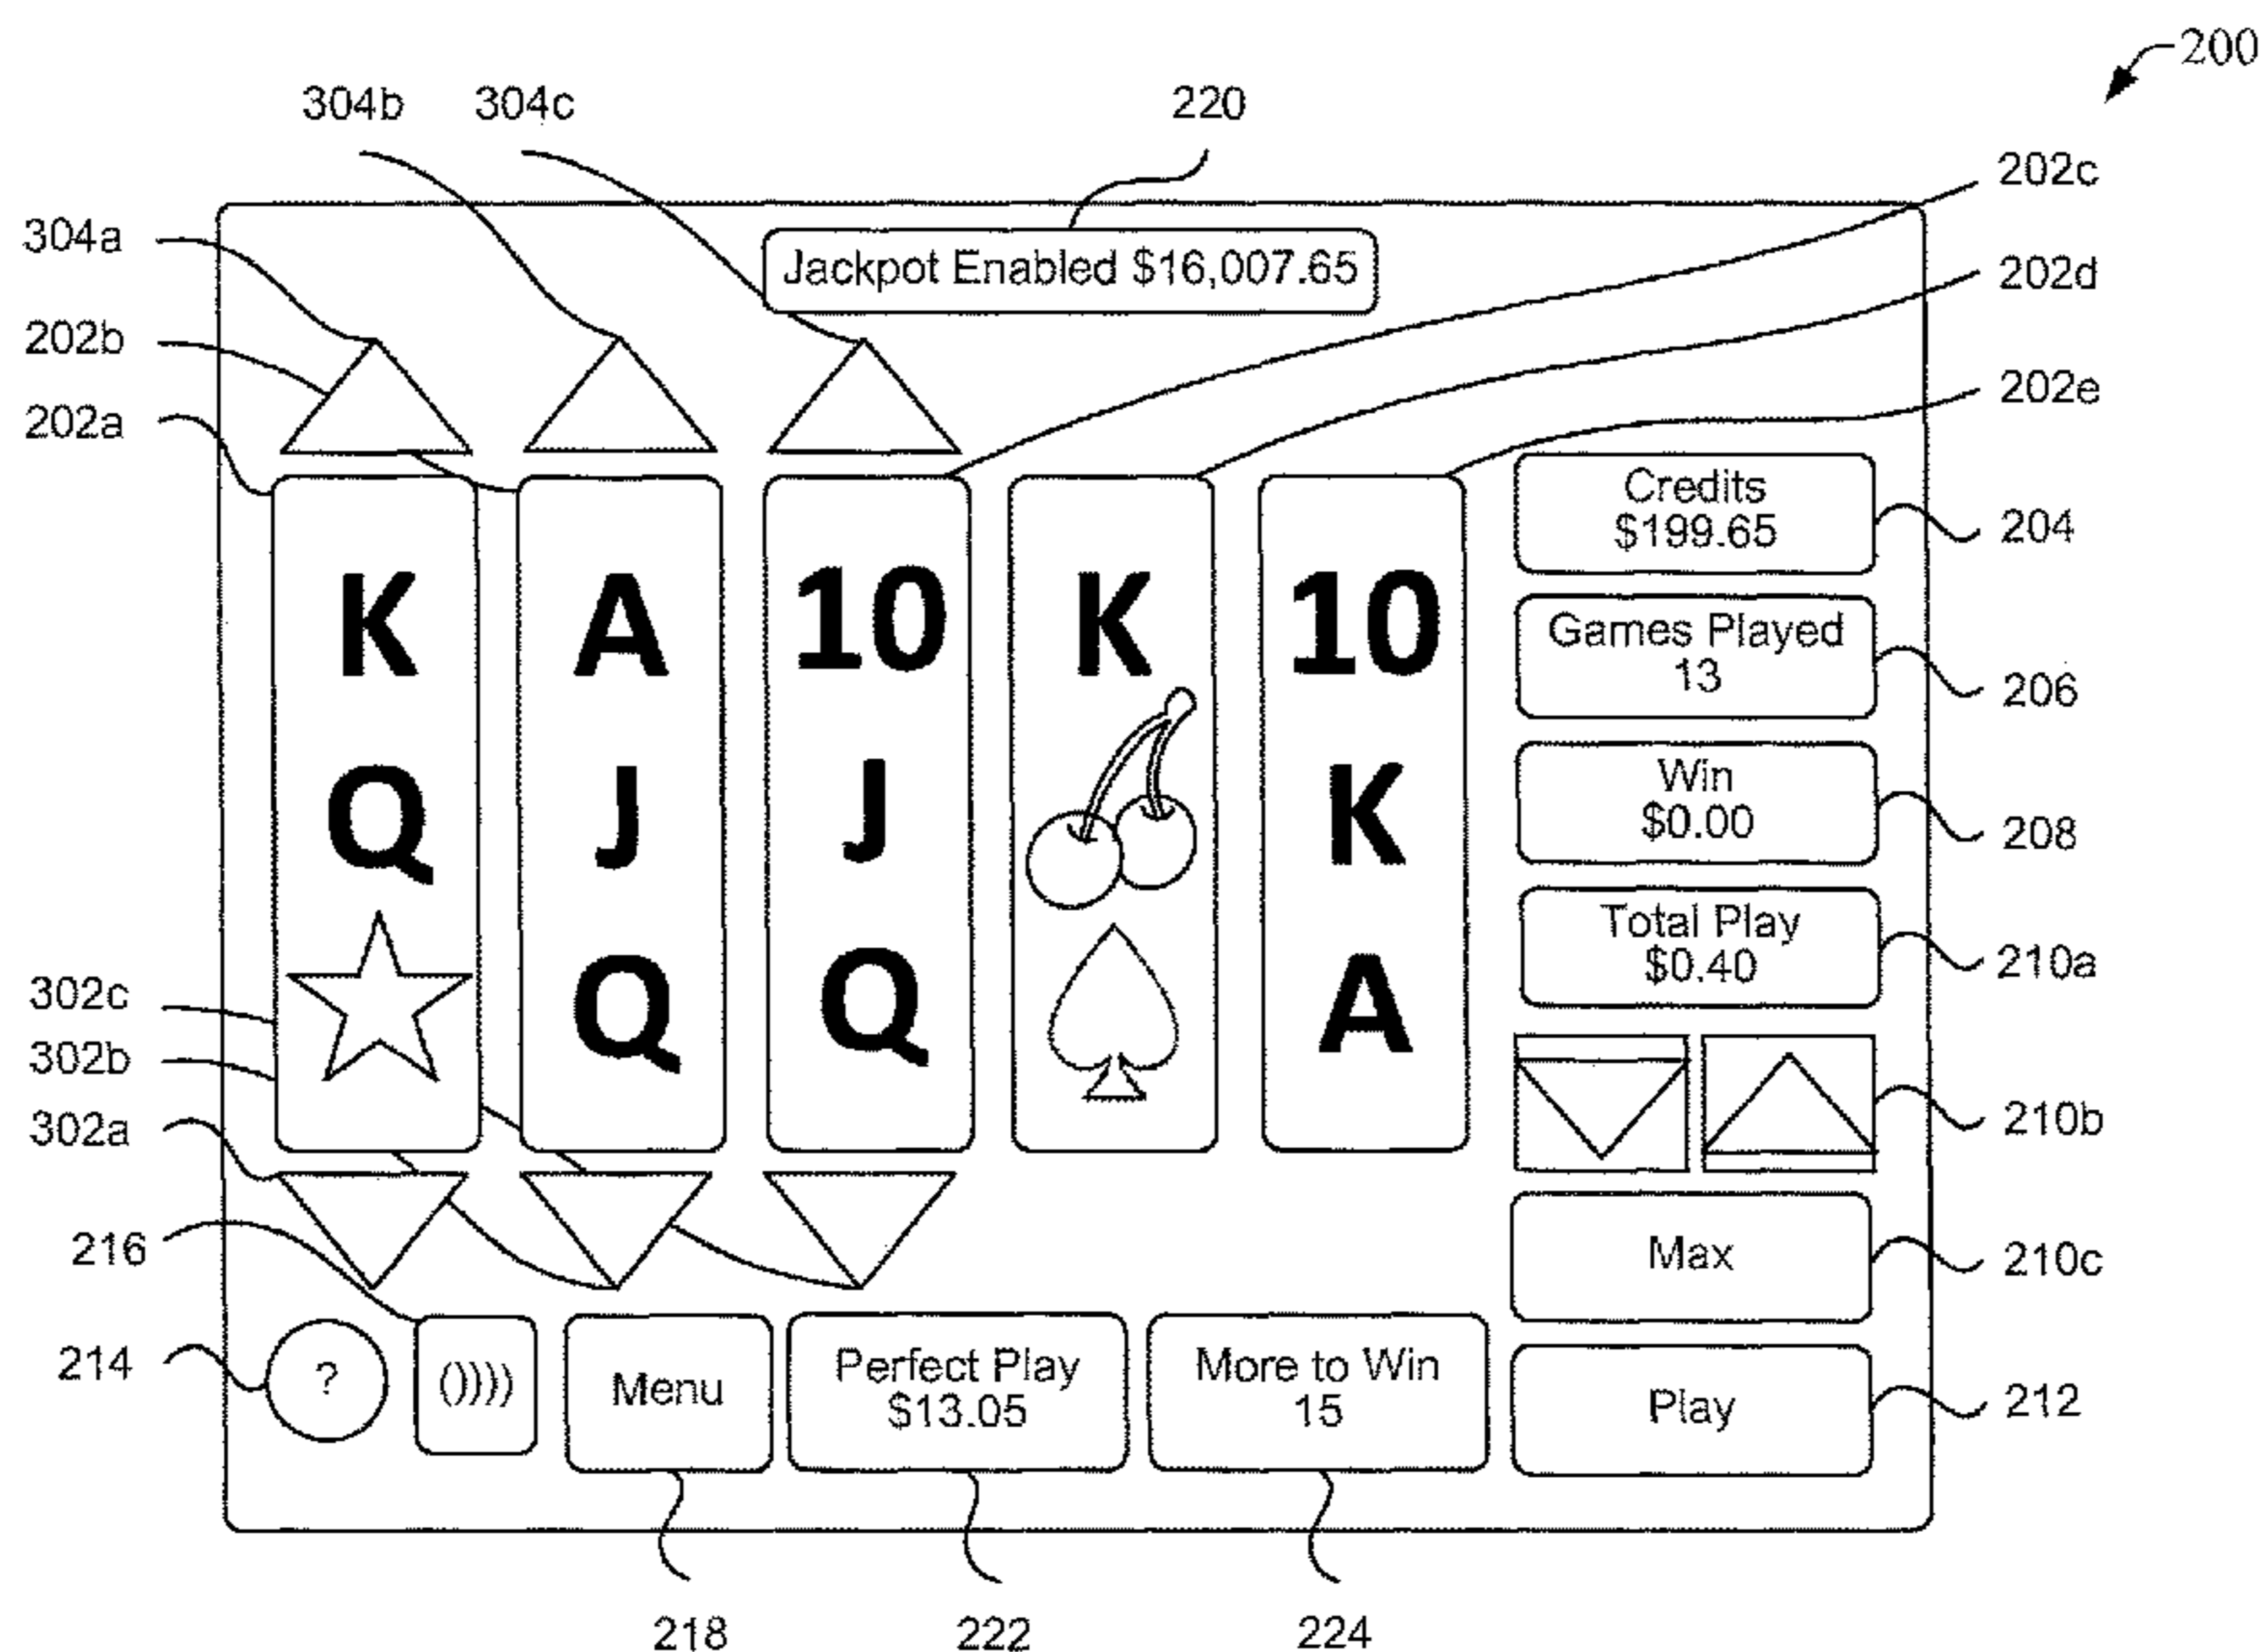 200
304b 304c 220
202c
304a
Jackpot Enabled $16,007.65
202d
202b
202e
202a
K A 10 K 10
Q J J K
Q Q A
Credits
$199.65
204
Games Played
13
206
Win
$0.00
208
Total Play
$0.40
210a
302c
302b
302a
210b
216
Max
210c
214
?
())))
Menu
Perfect Play
$13.05
More to Win
15
Play
212
218 222 224